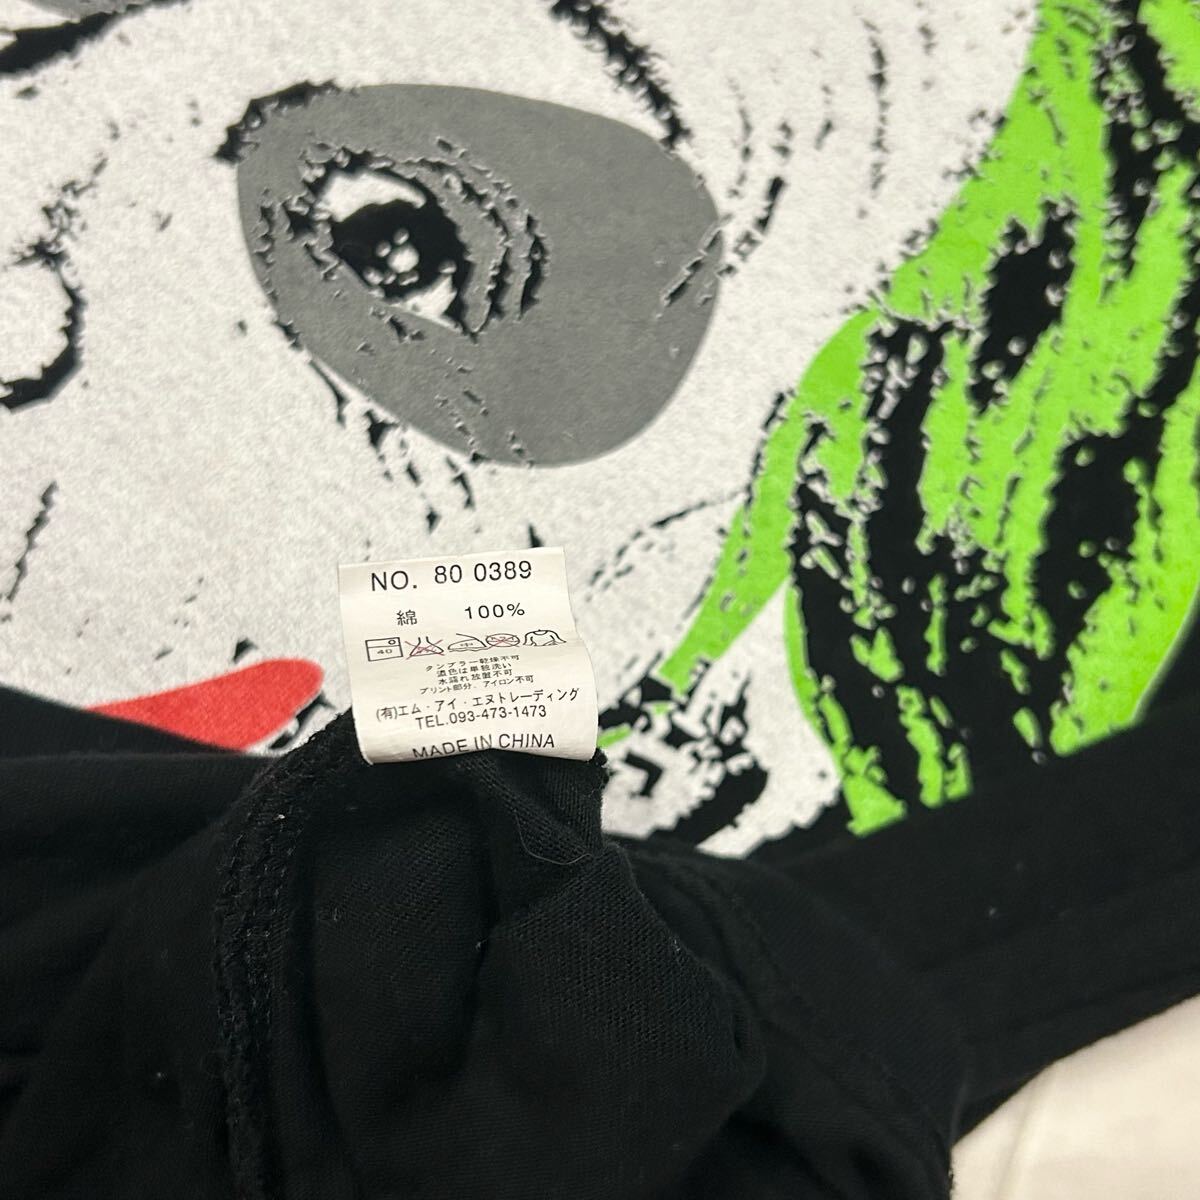 NO. 80 0389
綿 100%
40 中
タンブラー乾燥不可
濃色は単独洗い
水濡れ放置不可
プリント部分、アイロン不可
(有)エム・アイ・エヌトレーディング
TEL.093-473-1473
MADE IN CHINA